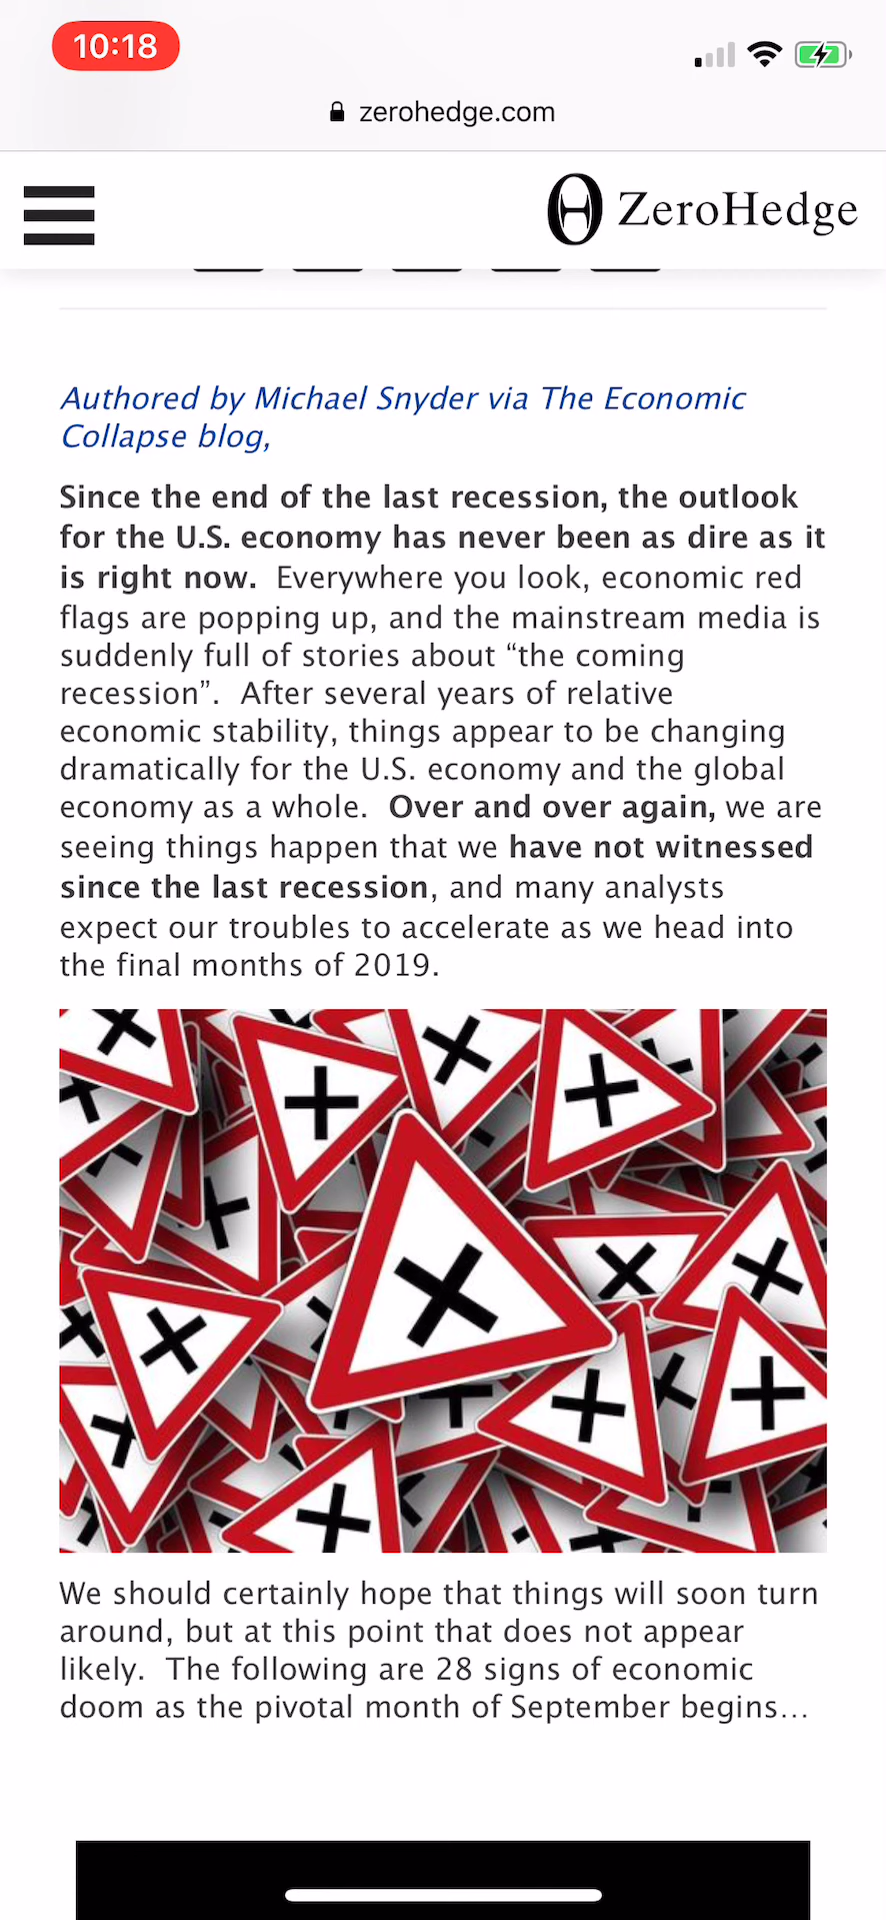 10:18
zerohedge.com
ZeroHedge
Authored by Michael Snyder via The Economic
Collapse blog,
Since the end of the last recession, the outlook
for the U.S. economy has never been as dire as it
is right now.  Everywhere you look, economic red
flags are popping up, and the mainstream media is
suddenly full of stories about “the coming
recession”.  After several years of relative
economic stability, things appear to be changing
dramatically for the U.S. economy and the global
economy as a whole.  Over and over again, we are
seeing things happen that we have not witnessed
since the last recession, and many analysts
expect our troubles to accelerate as we head into
the final months of 2019.
We should certainly hope that things will soon turn
around, but at this point that does not appear
likely.  The following are 28 signs of economic
doom as the pivotal month of September begins…